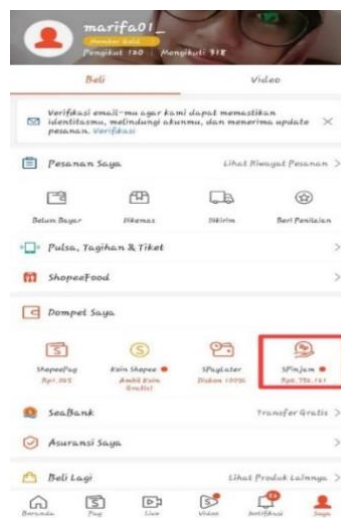 marifa01_
Member Gold
Pengikut 120 Mengikuti 318
Beli Video
Verifikasi email-mu agar kami dapat memastikan
identitasmu, melindungi akunmu, dan menerima update
pesanan. Verifikasi
Pesanan Saya Lihat Riwayat Pesanan >
Belum Bayar Dikemas Dikirim Beri Penilaian
Pulsa, Tagihan & Tiket >
ShopeeFood >
Dompet Saya
ShopeePay Koin Shopee SPayLater SPinjam
Ambil Koin Gratis! Diskon 100%
SeaBank Transfer Gratis >
Asuransi Saya >
Beli Lagi Lihat Produk Lainnya >
Beranda Pay Live Video Notifikasi Saya